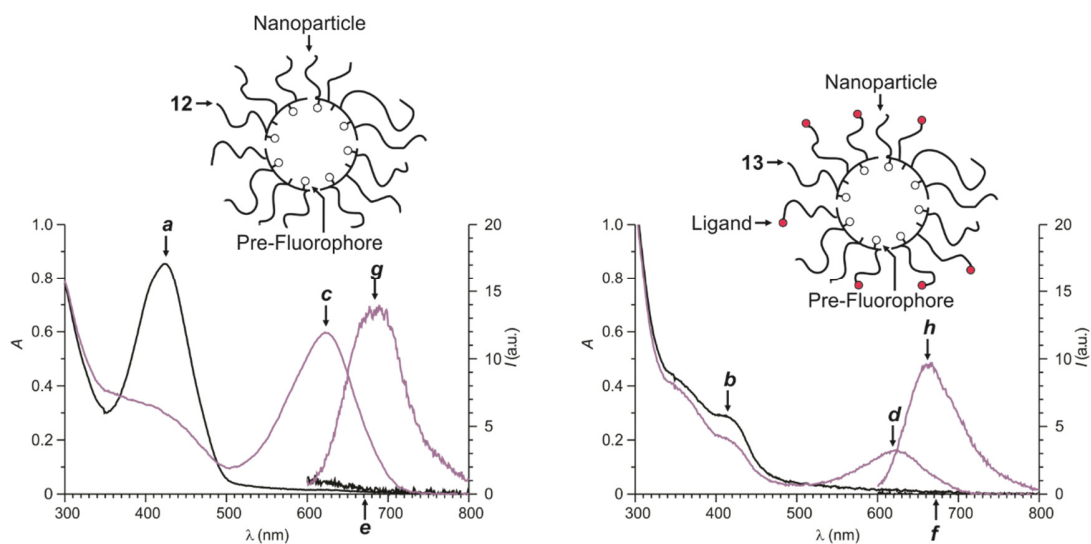 Nanoparticle
12
Pre-Fluorophore
a
c
g
e
1.0
0.8
0.6
0.4
0.2
0
A
20
15
10
5
0
I (a.u.)
300 400 500 600 700 800
λ (nm)
Nanoparticle
13
Ligand
Pre-Fluorophore
b
d
h
f
1.0
0.8
0.6
0.4
0.2
0
A
20
15
10
5
0
I (a.u.)
300 400 500 600 700 800
λ (nm)